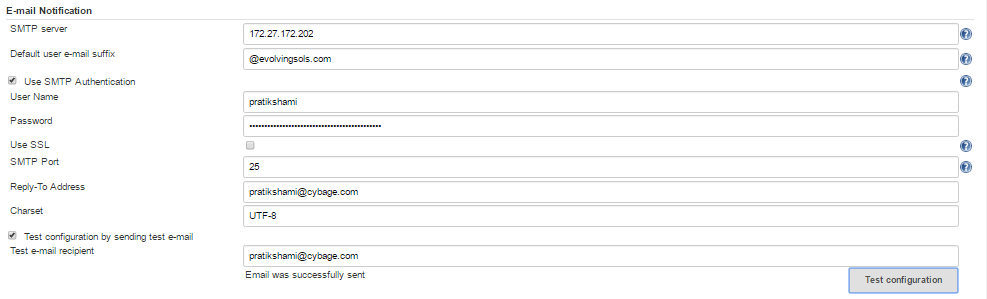 E-mail Notification
SMTP server
172.27.172.202
Default user e-mail suffix
@evolvingsols.com
Use SMTP Authentication
User Name
pratikshami
Password
Use SSL
SMTP Port
25
Reply-To Address
pratikshami@cybage.com
Charset
UTF-8
Test configuration by sending test e-mail
Test e-mail recipient
pratikshami@cybage.com
Email was successfully sent
Test configuration